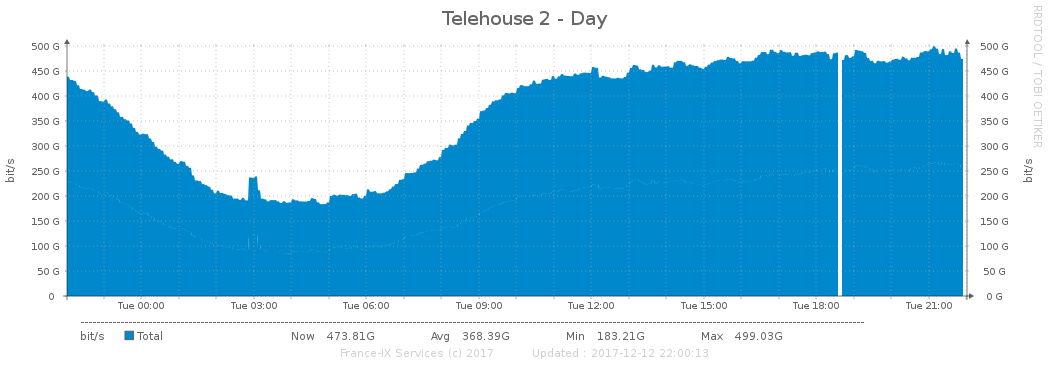 Telehouse 2 - Day
RRDTOOL / TOBI OETIKER
bit/s
500 G
450 G
400 G
350 G
300 G
250 G
200 G
150 G
100 G
50 G
0
500 G
450 G
400 G
350 G
300 G
250 G
200 G
150 G
100 G
50 G
0 G
bit/s
Tue 00:00 Tue 03:00 Tue 06:00 Tue 09:00 Tue 12:00 Tue 15:00 Tue 18:00 Tue 21:00
bit/s Total Now 473.81G Avg 368.39G Min 183.21G Max 499.03G
France-IX Services (c) 2017 Updated : 2017-12-12 22:00:13